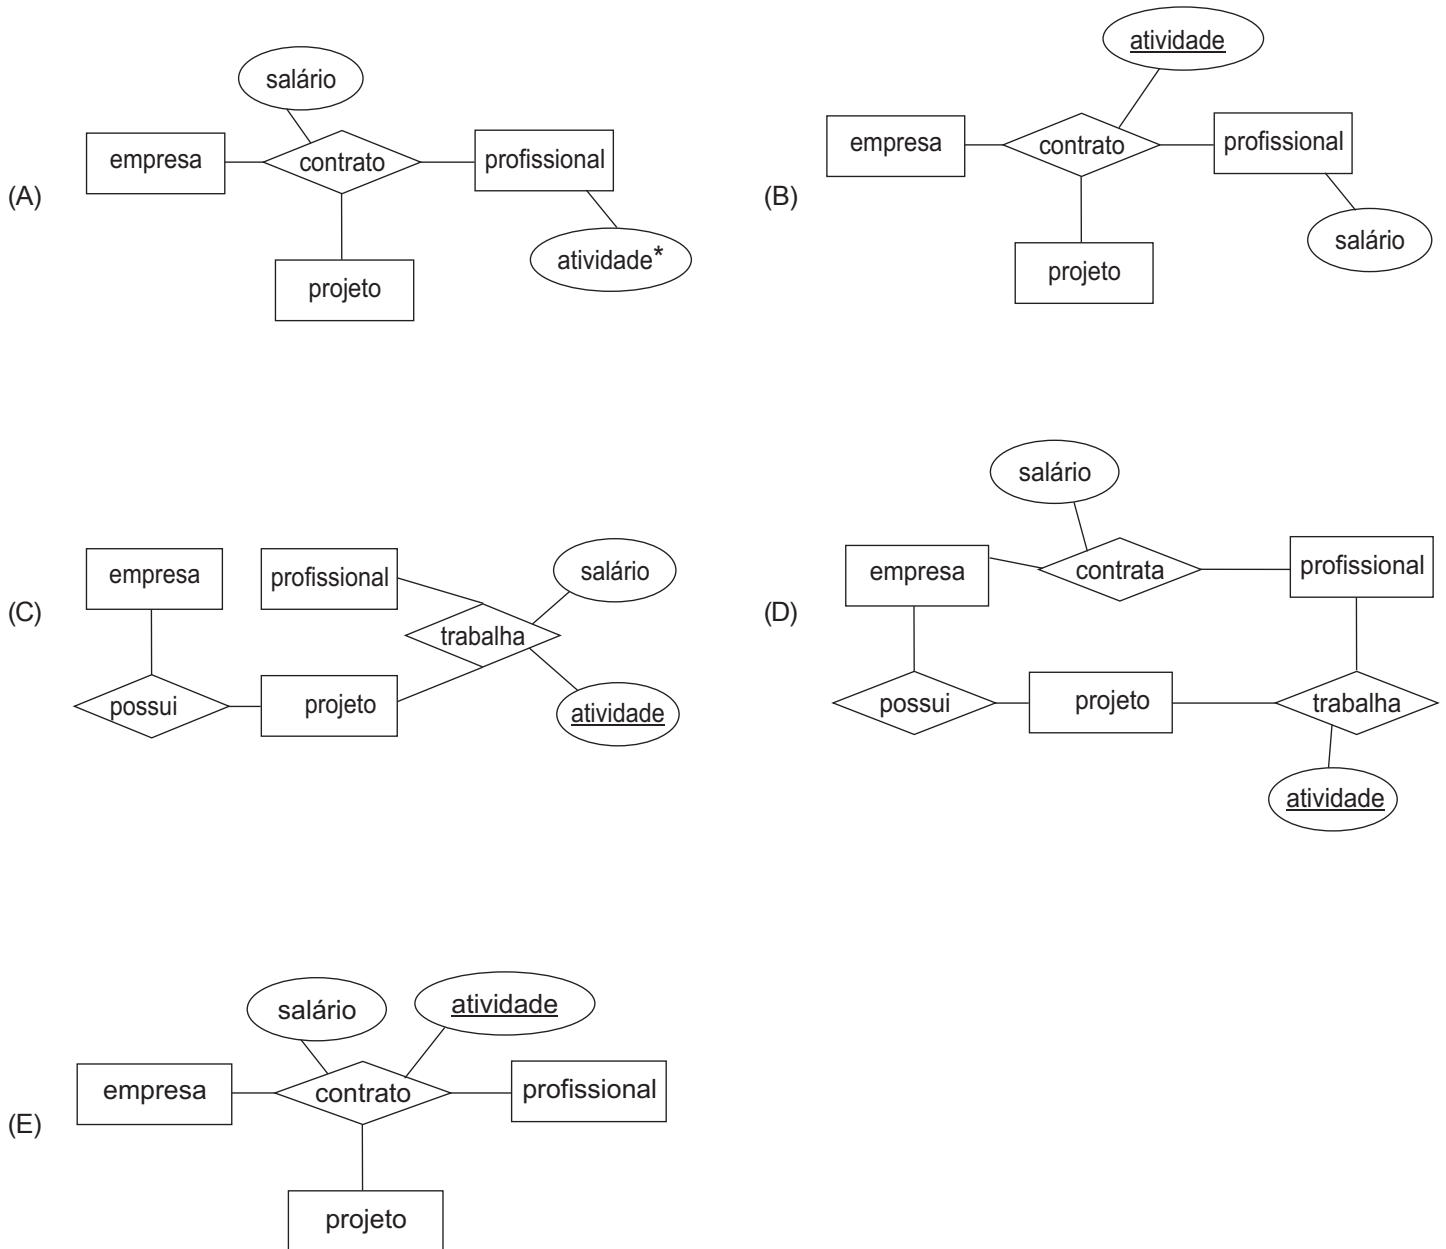 (A)
salário
empresa
contrato
profissional
atividade*
projeto
(B)
atividade
empresa
contrato
profissional
salário
projeto
(C)
empresa
profissional
salário
trabalha
possui
projeto
atividade
(D)
salário
empresa
contrata
profissional
possui
projeto
trabalha
atividade
(E)
salário
atividade
empresa
contrato
profissional
projeto